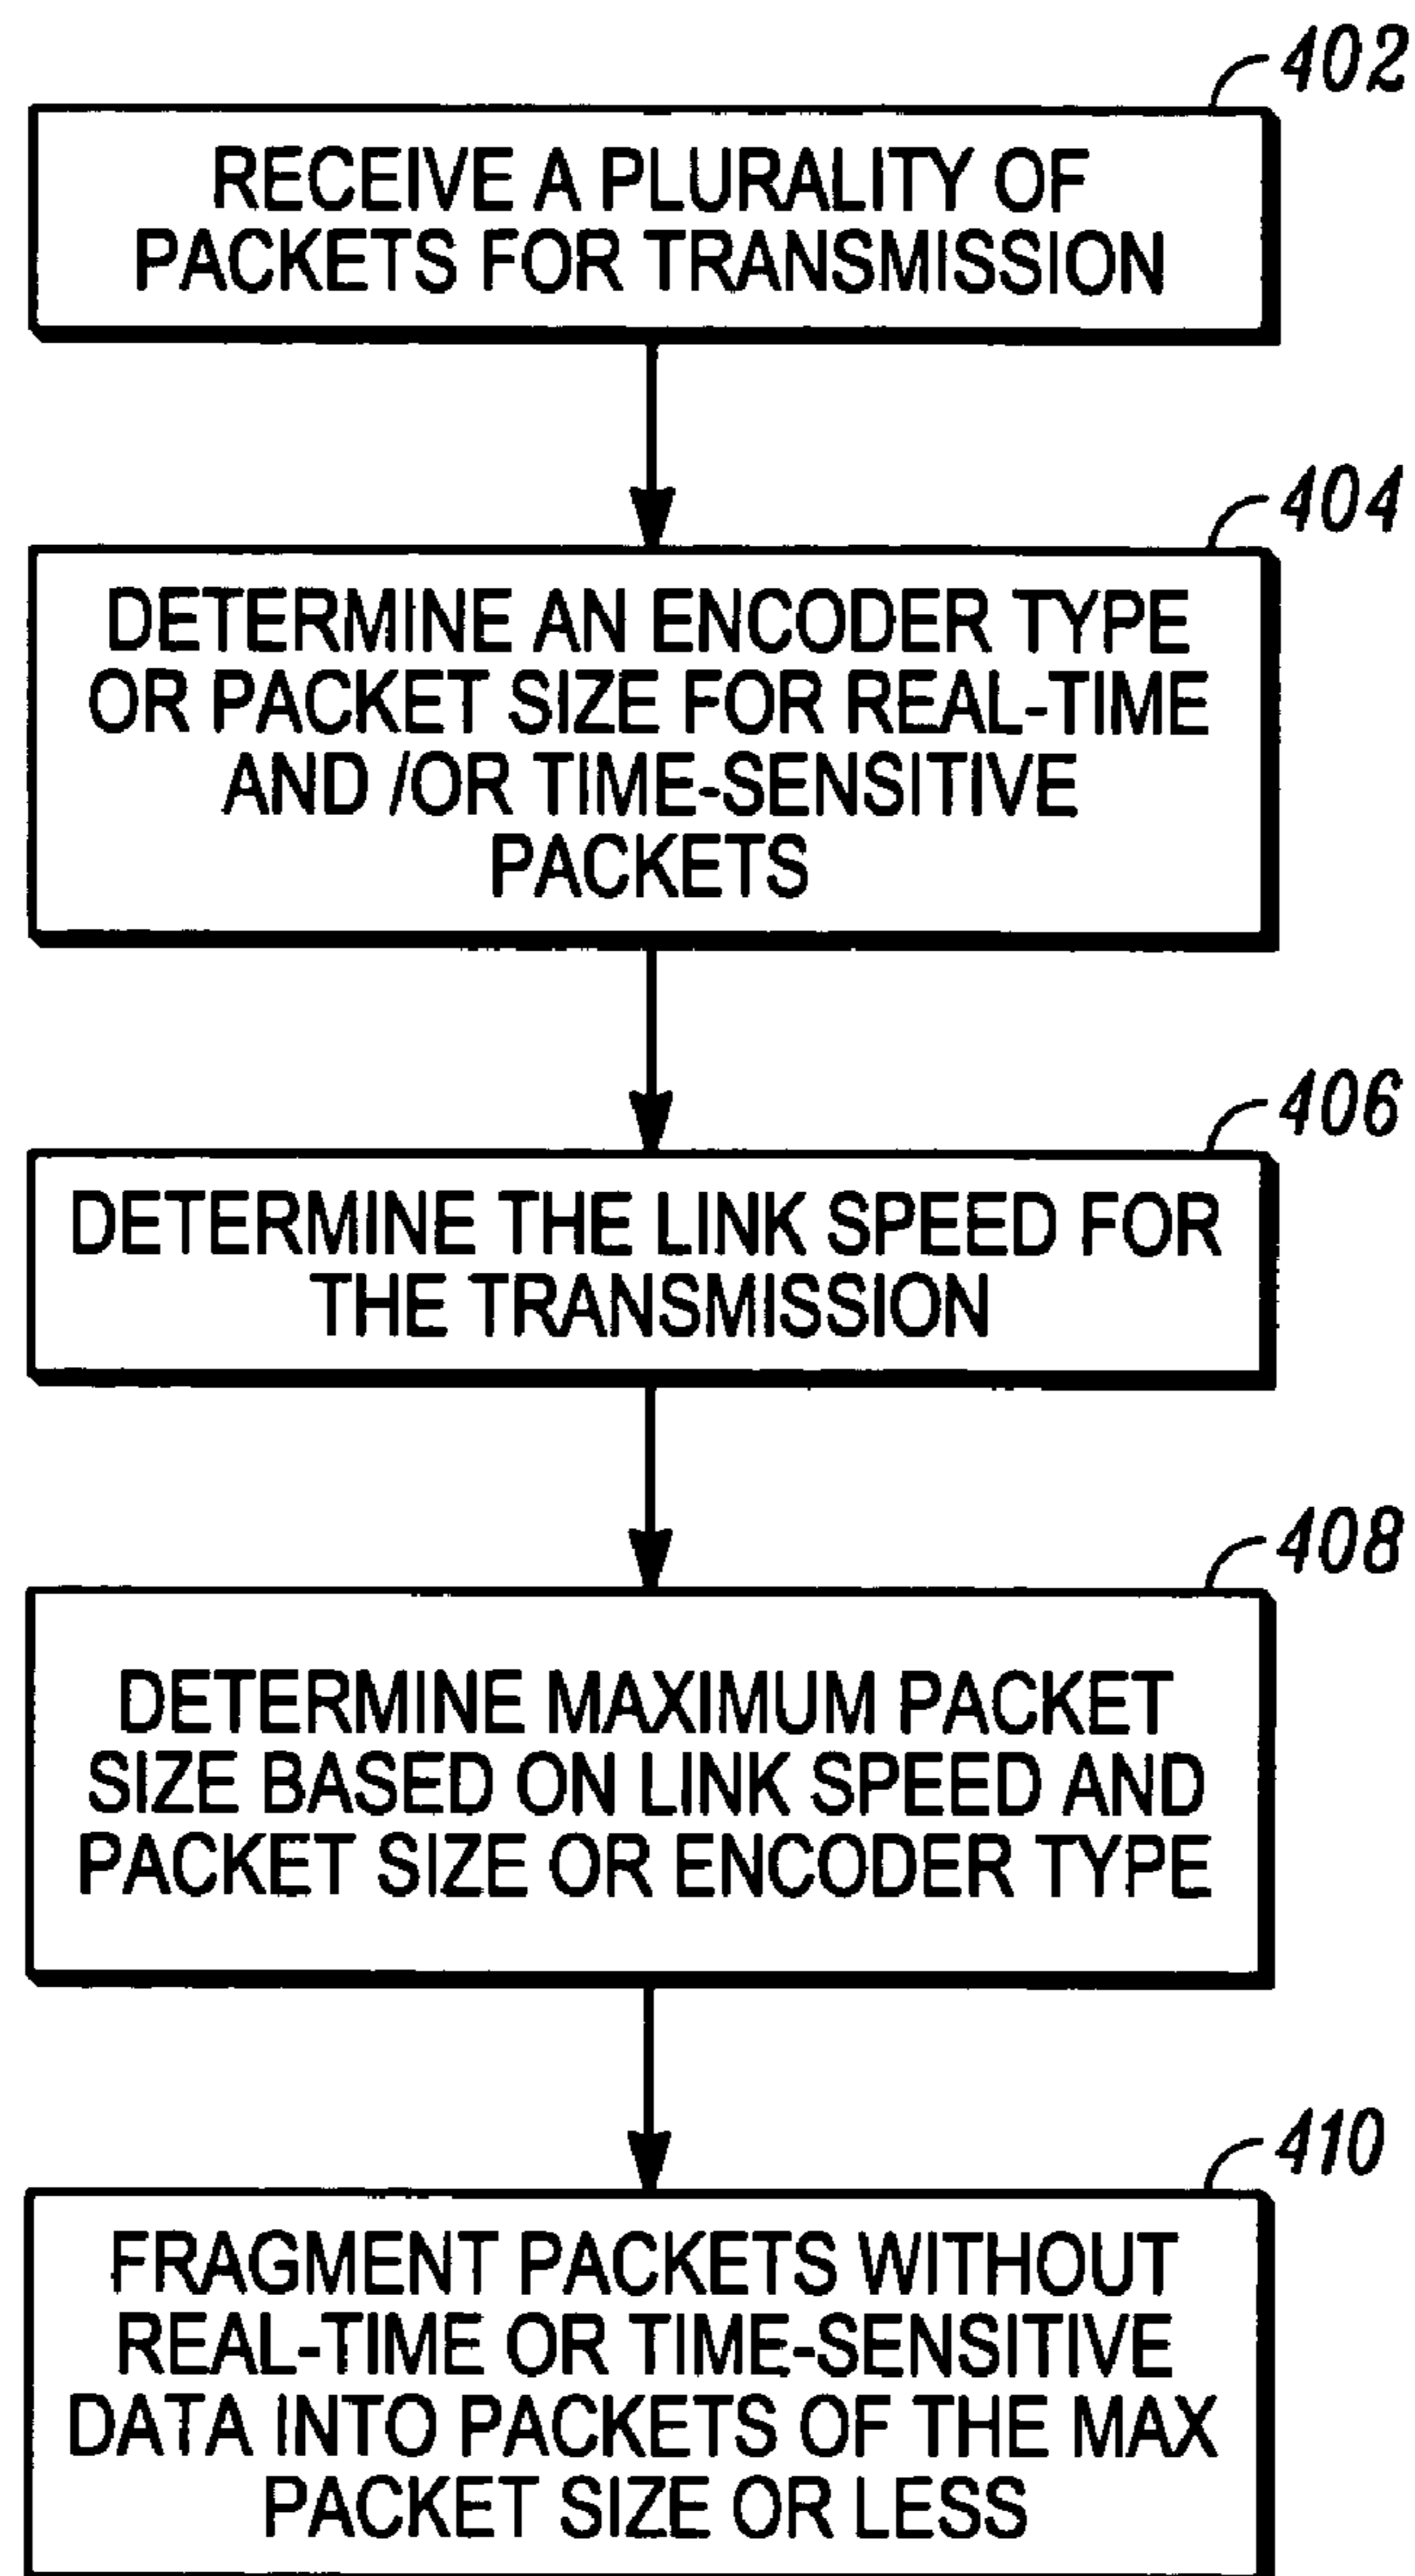 402
RECEIVE A PLURALITY OF
PACKETS FOR TRANSMISSION
404
DETERMINE AN ENCODER TYPE
OR PACKET SIZE FOR REAL-TIME
AND /OR TIME-SENSITIVE
PACKETS
406
DETERMINE THE LINK SPEED FOR
THE TRANSMISSION
408
DETERMINE MAXIMUM PACKET
SIZE BASED ON LINK SPEED AND
PACKET SIZE OR ENCODER TYPE
410
FRAGMENT PACKETS WITHOUT
REAL-TIME OR TIME-SENSITIVE
DATA INTO PACKETS OF THE MAX
PACKET SIZE OR LESS